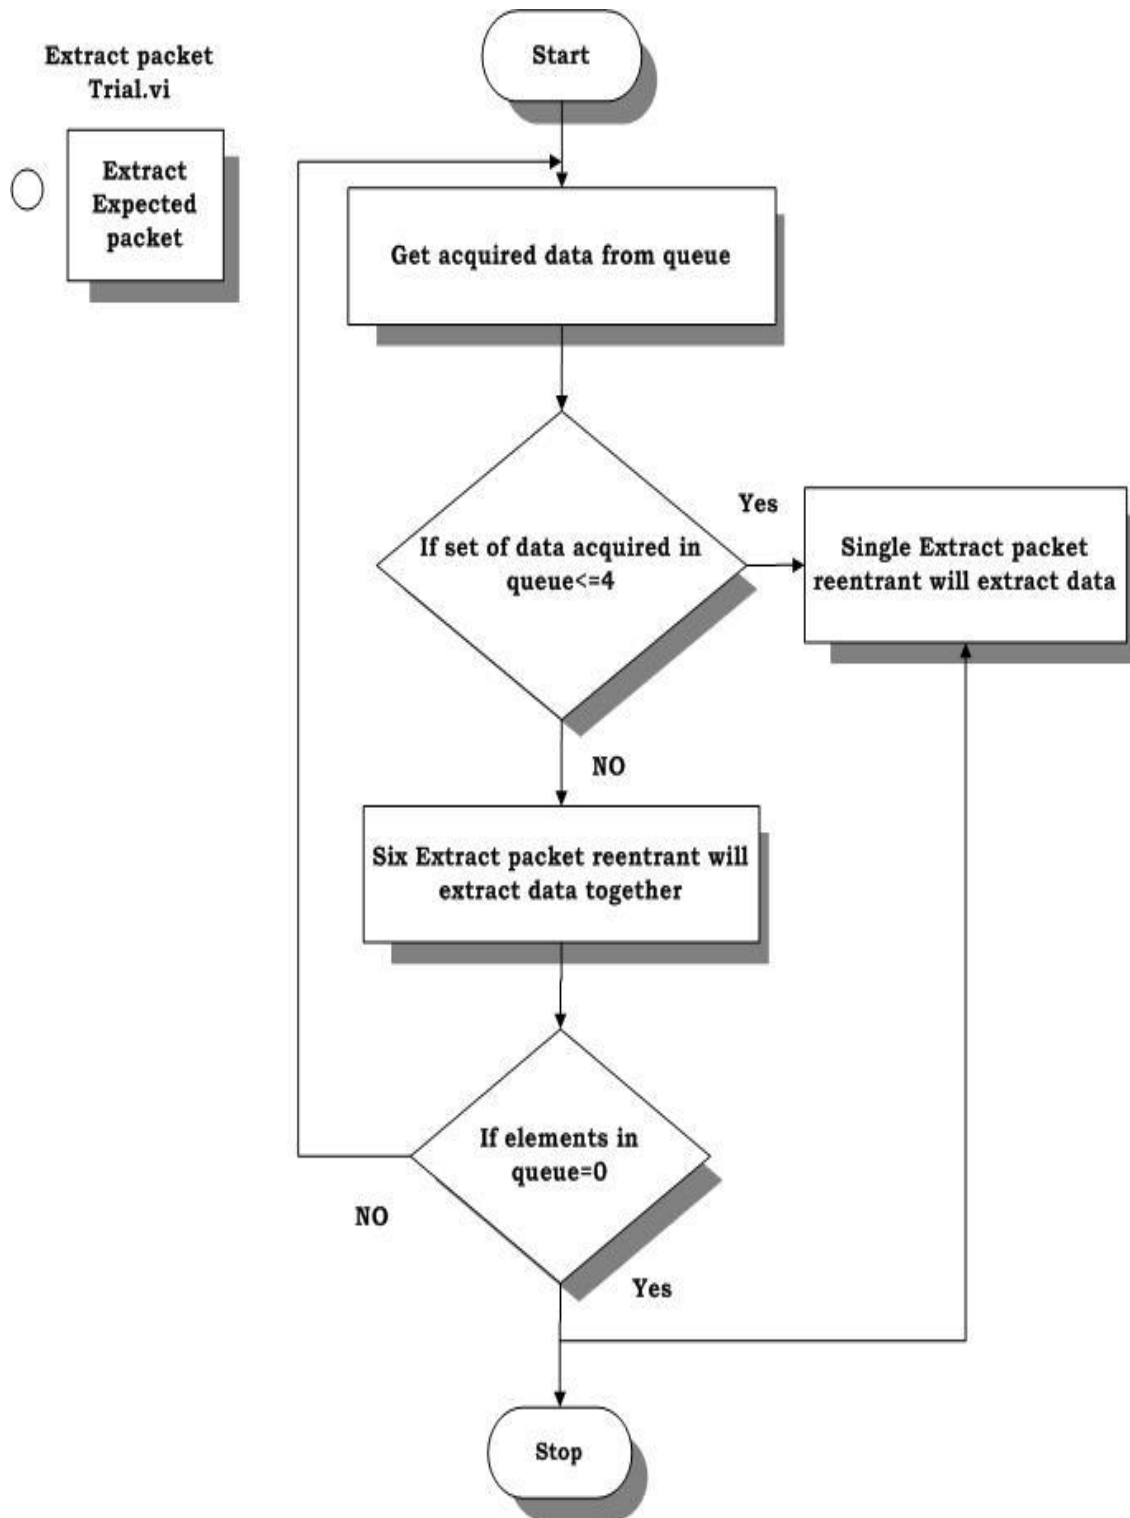 Extract packet
Trial.vi
Extract
Expected
packet
Start
Get acquired data from queue
If set of data acquired in
queue<=4
Yes
Single Extract packet
reentrant will extract data
NO
Six Extract packet reentrant will
extract data together
If elements in
queue=0
NO
Yes
Stop